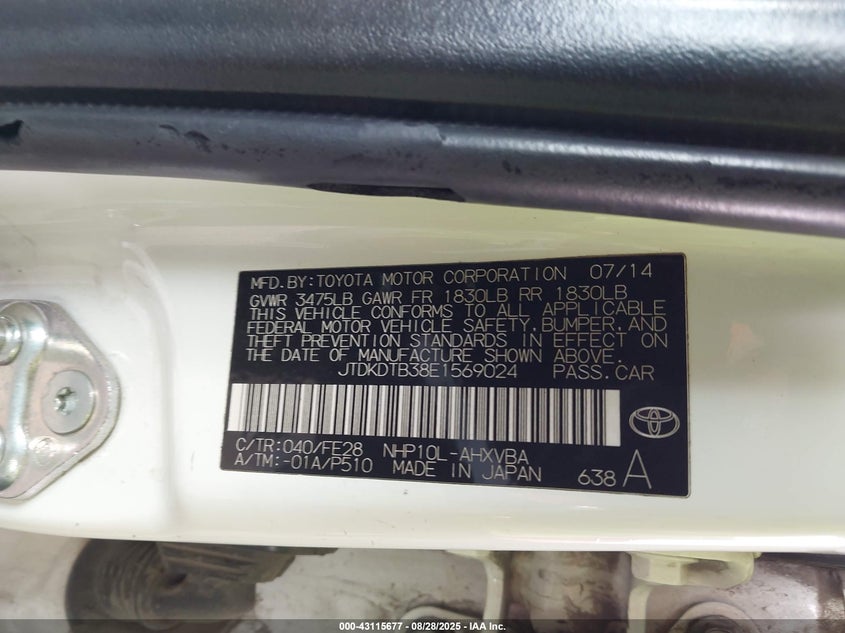 MFD.BY:TOYOTA MOTOR CORPORATION 07/14
GVWR 3475LB GAWR FR 1830LB RR 1830LB
THIS VEHICLE CONFORMS TO ALL APPLICABLE
FEDERAL MOTOR VEHICLE SAFETY,BUMPER,AND
THEFT PREVENTION STANDARDS IN EFFECT ON
THE DATE OF MANUFACTURE SHOWN ABOVE.
JTDKDTB38E1569024 PASS.CAR
C/TR:040/FE28 NHP10L-AHXVBA
A/TM:-01A/P510 MADE IN JAPAN 638 A
000-43115677 - 08/28/2025 - IAA Inc.